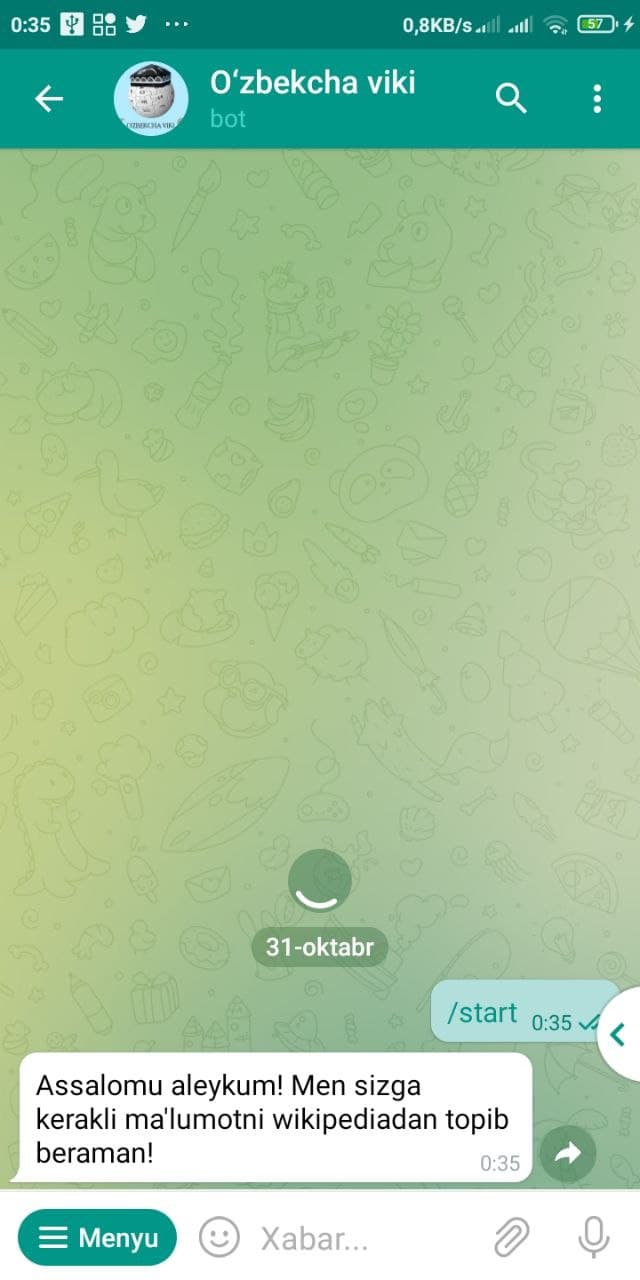 0:35 ... 0,8KB/s 57
O‘zbekcha viki
bot
O'ZBEKCHA VIKI
31-oktabr
/start 0:35
Assalomu aleykum! Men sizga
kerakli ma'lumotni wikipediadan topib
beraman!
0:35
Menyu Xabar...